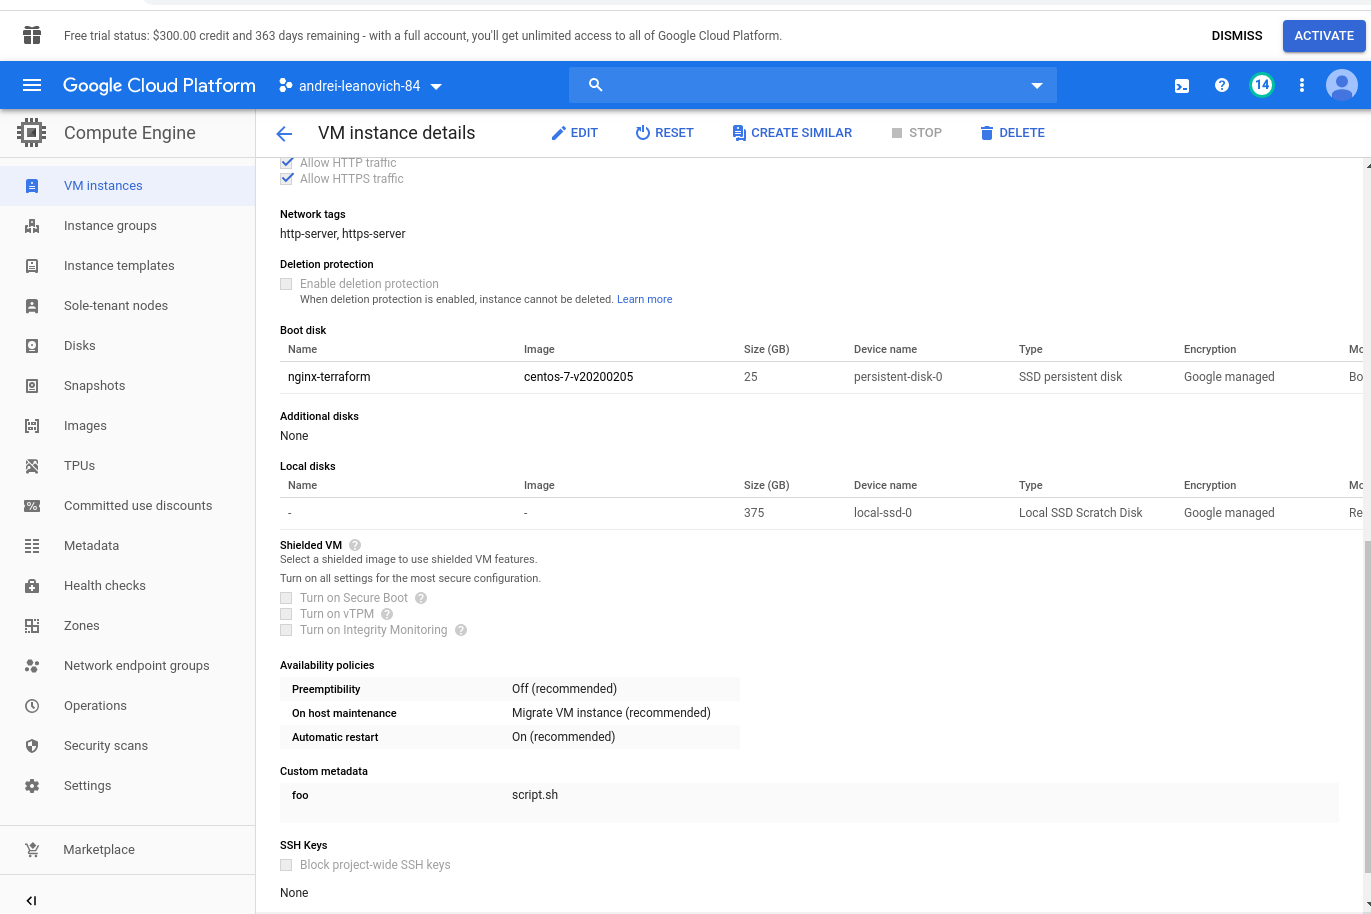 Free trial status: $300.00 credit and 363 days remaining - with a full account, you'll get unlimited access to all of Google Cloud Platform.
DISMISS
ACTIVATE
Google Cloud Platform
andrei-leanovich-84
14
Compute Engine
VM instance details
EDIT
RESET
CREATE SIMILAR
STOP
DELETE
VM instances
Instance groups
Instance templates
Sole-tenant nodes
Disks
Snapshots
Images
TPUs
Committed use discounts
Metadata
Health checks
Zones
Network endpoint groups
Operations
Security scans
Settings
Marketplace
Allow HTTP traffic
Allow HTTPS traffic
Network tags
http-server, https-server
Deletion protection
Enable deletion protection
When deletion protection is enabled, instance cannot be deleted. Learn more
Boot disk
Name Image Size (GB) Device name Type Encryption Mo
nginx-terraform centos-7-v20200205 25 persistent-disk-0 SSD persistent disk Google managed Bo
Additional disks
None
Local disks
Name Image Size (GB) Device name Type Encryption Mo
- - 375 local-ssd-0 Local SSD Scratch Disk Google managed Re
Shielded VM ?
Select a shielded image to use shielded VM features.
Turn on all settings for the most secure configuration.
Turn on Secure Boot ?
Turn on vTPM ?
Turn on Integrity Monitoring ?
Availability policies
Preemptibility Off (recommended)
On host maintenance Migrate VM instance (recommended)
Automatic restart On (recommended)
Custom metadata
foo script.sh
SSH Keys
Block project-wide SSH keys
None